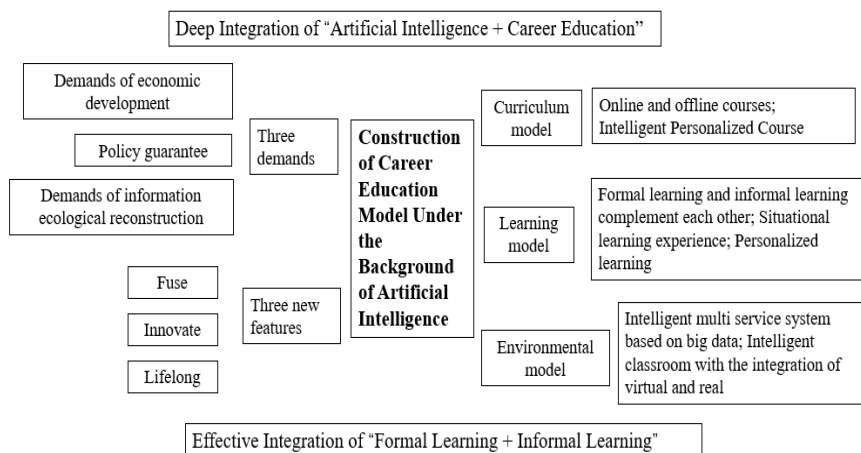 Deep Integration of “Artificial Intelligence + Career Education”
Demands of economic
development
Policy guarantee
Demands of information
ecological reconstruction
Three
demands
Fuse
Innovate
Lifelong
Three new
features
Construction
of Career
Education
Model Under
the
Background
of Artificial
Intelligence
Curriculum
model
Online and offline courses;
Intelligent Personalized Course
Learning
model
Formal learning and informal learning
complement each other; Situational
learning experience; Personalized
learning
Environmental
model
Intelligent multi service system
based on big data; Intelligent
classroom with the integration of
virtual and real
Effective Integration of “Formal Learning + Informal Learning"